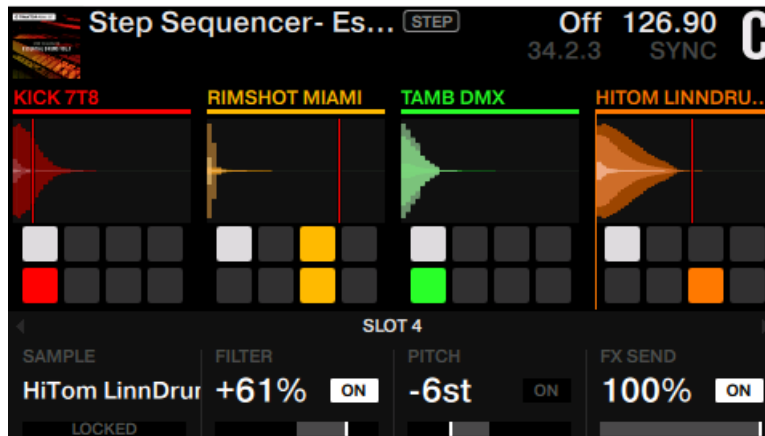 Step Sequencer- Es... STEP Off 126.90 C
34.2.3 SYNC
KICK 7T8 RIMSHOT MIAMI TAMB DMX HITOM LINNDRU..
SLOT 4
SAMPLE FILTER PITCH FX SEND
HiTom LinnDrur +61% ON -6st ON 100% ON
LOCKED